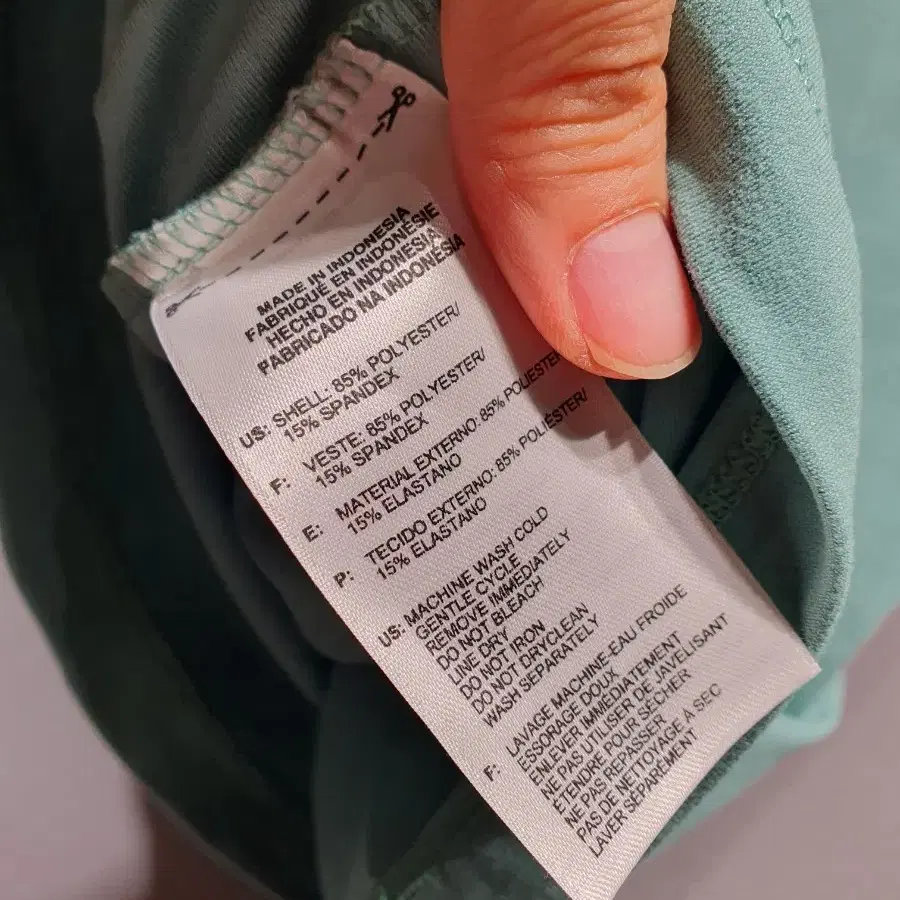 MADE IN INDONESIA
FABRIQUÉ EN INDONÉSIE
HECHO EN INDONESIA
FABRICADO NA INDONÉSIA
US: SHELL: 85% POLYESTER/
15% SPANDEX
F: VESTE: 85% POLYESTER/
15% SPANDEX
E: MATERIAL EXTERNO: 85% POLIESTER/
15% ELASTANO
P: TECIDO EXTERNO: 85% POLIÉSTER/
15% ELASTANO
US: MACHINE WASH COLD
GENTLE CYCLE
REMOVE IMMEDIATELY
DO NOT BLEACH
LINE DRY
DO NOT IRON
DO NOT DRYCLEAN
WASH SEPARATELY
F: LAVAGE MACHINE-EAU FROIDE
ESSORAGE DOUX
ENLEVER IMMÉDIATEMENT
NE PAS UTILISER DE JAVELISANT
ÉTENDRE POUR SÉCHER
NE PAS REPASSER
PAS DE NETTOYAGE À SEC
LAVER SÉPARÉMENT